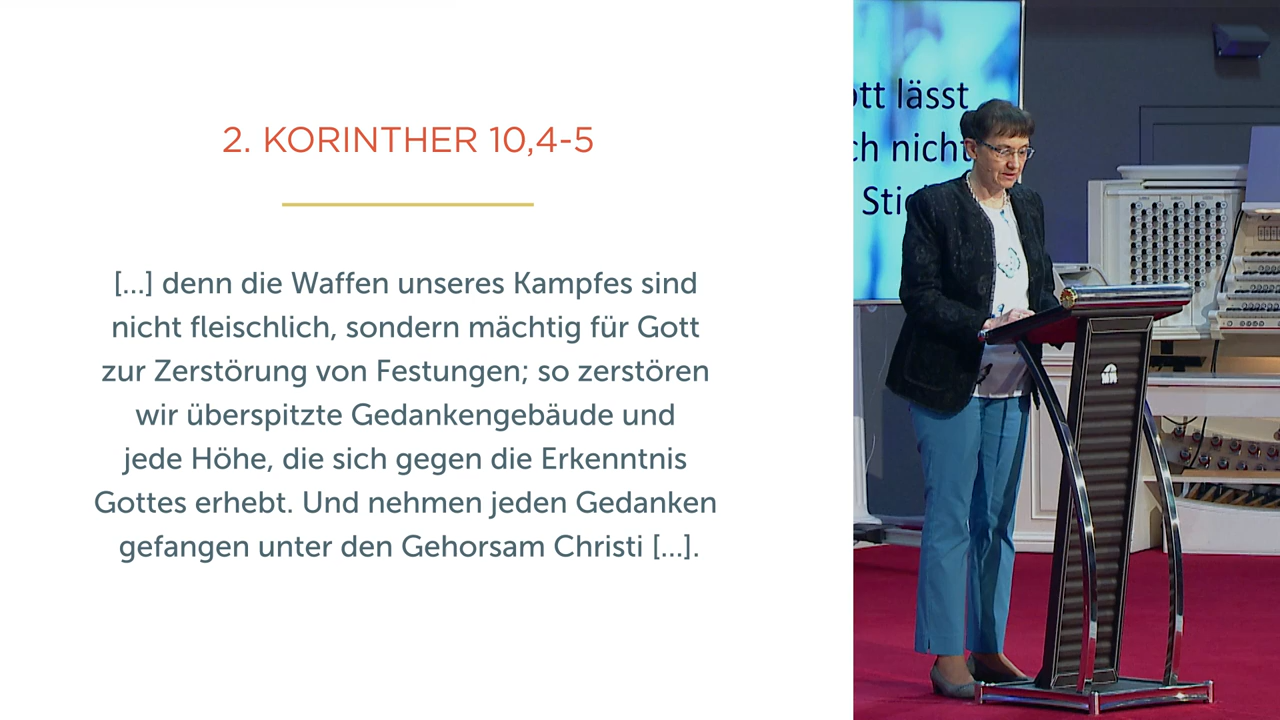 2. KORINTHER 10,4-5
[...] denn die Waffen unseres Kampfes sind
nicht fleischlich, sondern mächtig für Gott
zur Zerstörung von Festungen; so zerstören
wir überspitzte Gedankengebäude und
jede Höhe, die sich gegen die Erkenntnis
Gottes erhebt. Und nehmen jeden Gedanken
gefangen unter den Gehorsam Christi [...].
lässt
nicht